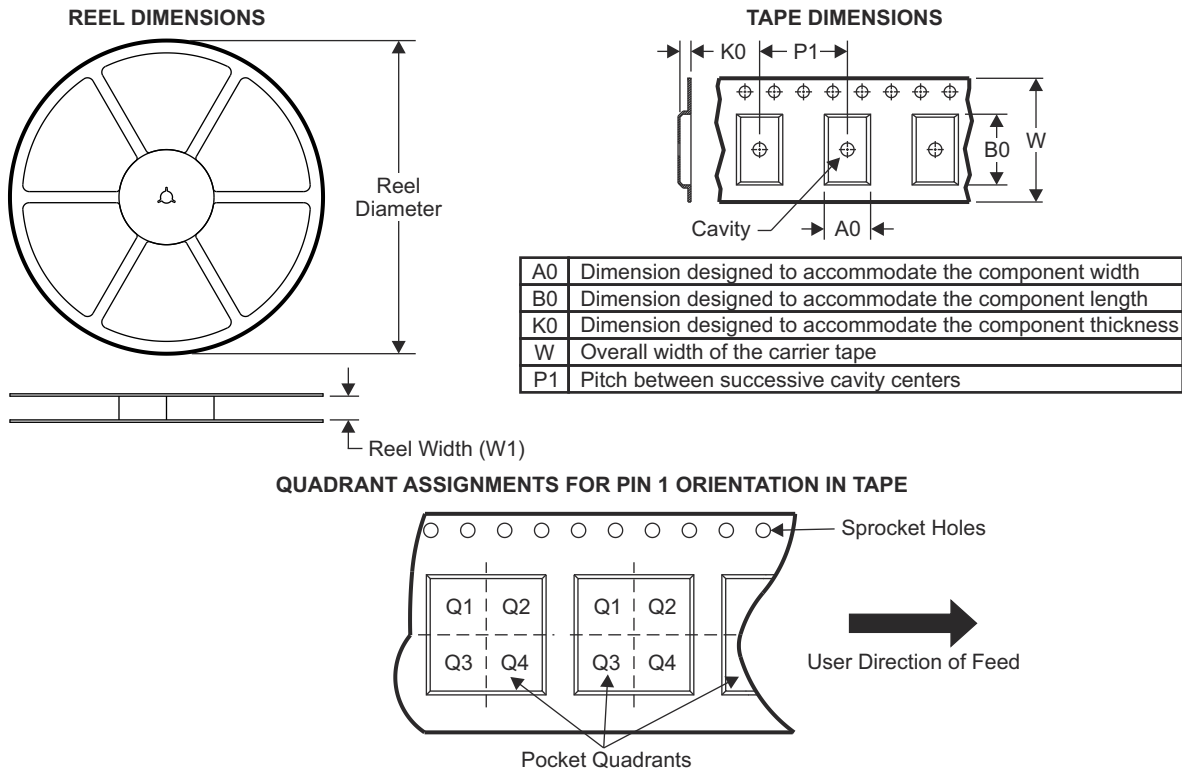 REEL DIMENSIONS
Reel
Diameter
Reel Width (W1)
TAPE DIMENSIONS
K0
P1
B0
W
Cavity
A0
A0 Dimension designed to accommodate the component width
B0 Dimension designed to accommodate the component length
K0 Dimension designed to accommodate the component thickness
W Overall width of the carrier tape
P1 Pitch between successive cavity centers
QUADRANT ASSIGNMENTS FOR PIN 1 ORIENTATION IN TAPE
Sprocket Holes
Q1 Q2 Q1 Q2
Q3 Q4 Q3 Q4
User Direction of Feed
Pocket Quadrants